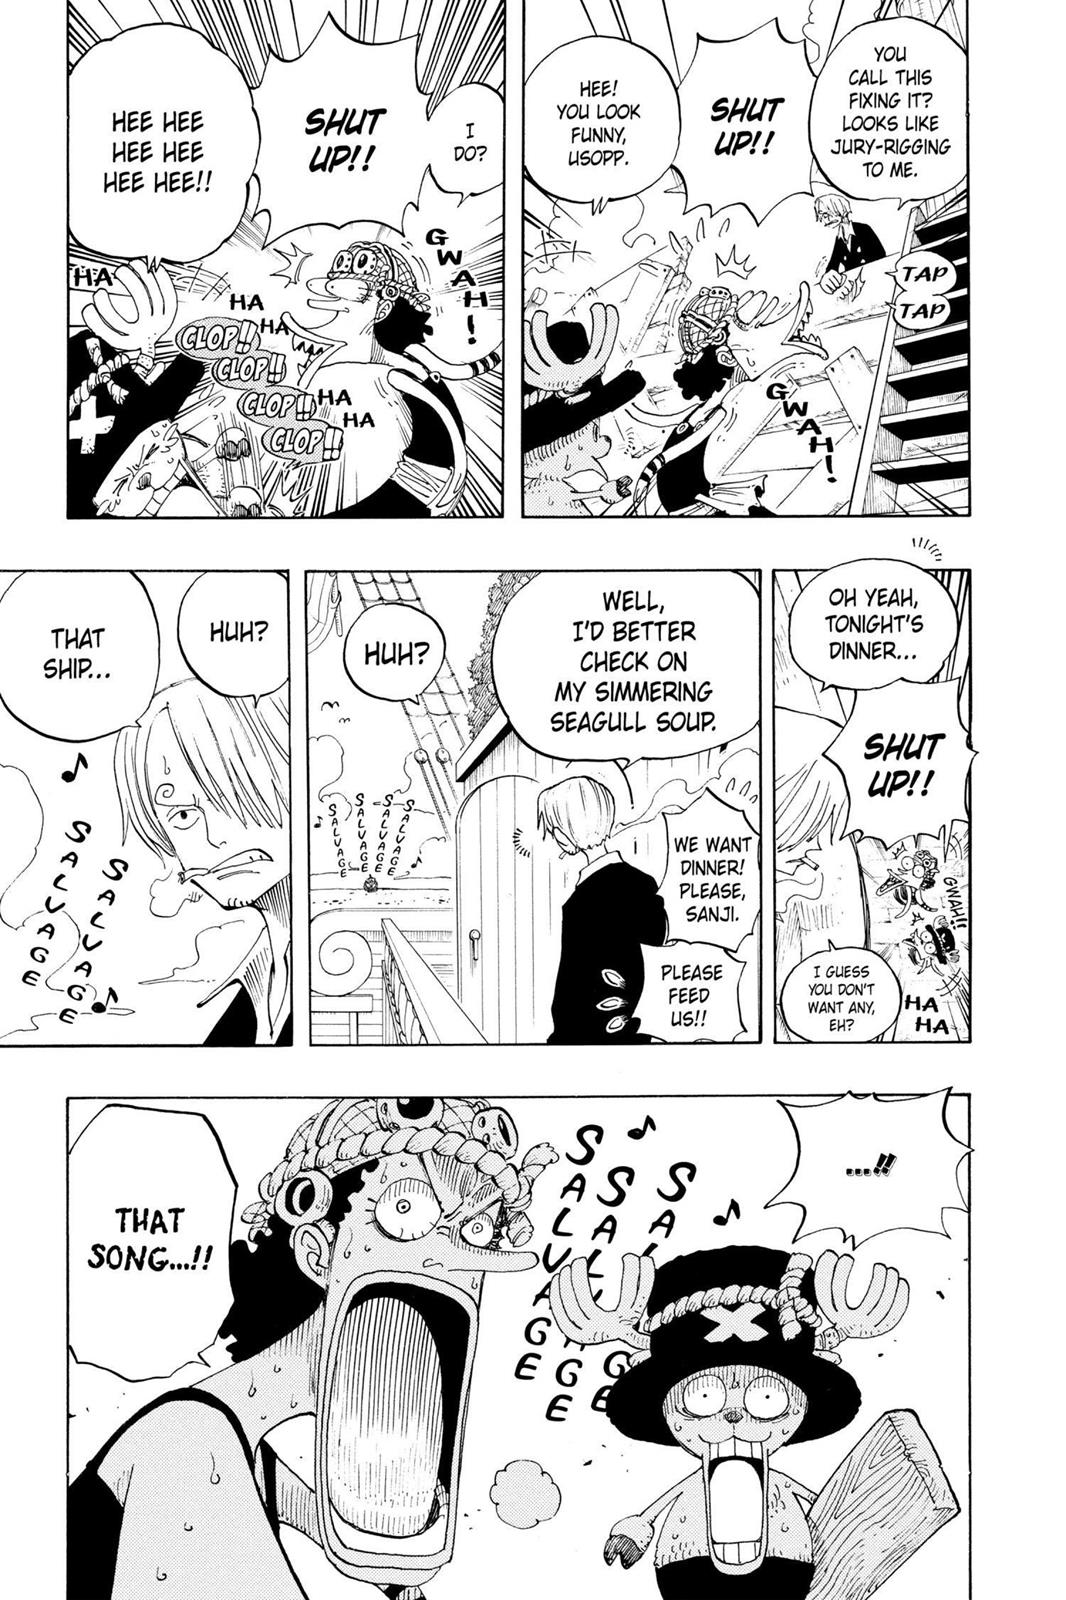 YOU
CALL THIS
FIXING IT?
LOOKS LIKE
JURY-RIGGING
TO ME.
SHUT
UP!!
HEE!
YOU LOOK
FUNNY,
USOPP.
TAP
TAP
GWAH!
I
DO?
SHUT
UP!!
HEE HEE
HEE HEE
HEE HEE!!
GWAH!
HA
HA
HA
HA
HA
CLOP!!
CLOP!!
CLOP!!
CLOP!!
OH YEAH,
TONIGHT'S
DINNER...
SHUT
UP!!
GWAH!!
I GUESS
YOU DON'T
WANT ANY,
EH?
HA
HA
WELL,
I'D BETTER
CHECK ON
MY SIMMERING
SEAGULL SOUP.
WE WANT
DINNER!
PLEASE,
SANJI.
PLEASE
FEED
US!!
HUH?
SALVAGE
SALVAGE
SALVAGE
SALVAGE
HUH?
THAT
SHIP...
SALVAGE
SALVAGE
...!!
SALVAGE
SALVAGE
SALVAGE
THAT
SONG...!!